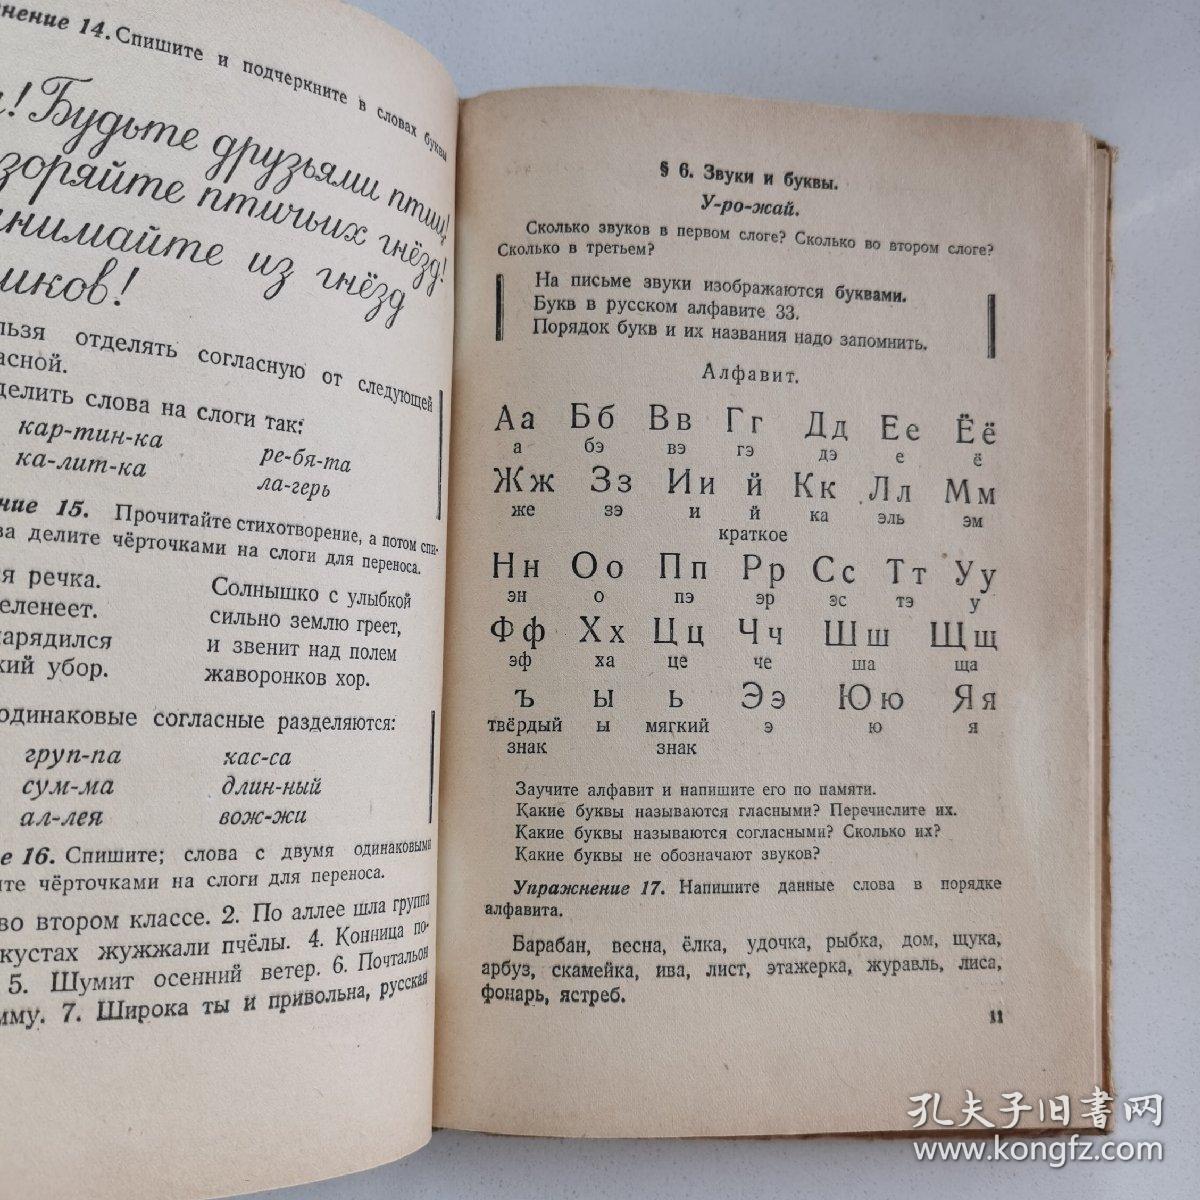 нение 14. Спишите и подчеркните в словах буквы
! Будьте друзьями птиц!
зоряйте птичьих гнёзд!
нимайте из гнёзд
шков!
льзя отделять согласную от следующей
асной.
делить слова на слоги так:
кар-тин-ка ре-бя-та
ка-лит-ка ла-герь
ние 15. Прочитайте стихотворение, а потом спи-
ва делите чёрточками на слоги для переноса.
я речка. Солнышко с улыбкой
еленеет. сильно землю греет,
нарядился и звенит над полем
кий убор. жаворонков хор.
одинаковые согласные разделяются:
груп-па кас-са
сум-ма длин-ный
ал-лея вож-жи
е 16. Спишите; слова с двумя одинаковыми
ите чёрточками на слоги для переноса.
во втором классе. 2. По аллее шла группа
кустах жужжали пчёлы. 4. Конница по-
5. Шумит осенний ветер. 6. Почтальон
мму. 7. Широка ты и привольна, русская
§ 6. Звуки и буквы.
У-ро-жай.
Сколько звуков в первом слоге? Сколько во втором слоге?
Сколько в третьем?
На письме звуки изображаются буквами.
Букв в русском алфавите 33.
Порядок букв и их названия надо запомнить.
Алфавит.
Аа Бб Вв Гг Дд Ее Ёё
а бэ вэ гэ дэ е ё
Жж Зз Ии й Кк Лл Мм
же зэ и й ка эль эм
краткое
Нн Оо Пп Рр Сс Тт Уу
эн о пэ эр эс тэ у
Фф Хх Цц Чч Шш Щщ
эф ха це че ша ща
ъ ы ь Ээ Юю Яя
твёрдый ы мягкий э ю я
знак знак
Заучите алфавит и напишите его по памяти.
Какие буквы называются гласными? Перечислите их.
Какие буквы называются согласными? Сколько их?
Какие буквы не обозначают звуков?
Упражнение 17. Напишите данные слова в порядке
алфавита.
Барабан, весна, ёлка, удочка, рыбка, дом, щука,
арбуз, скамейка, ива, лист, этажерка, журавль, лиса,
фонарь, ястреб.
11
孔夫子旧书网
www.kongfz.com